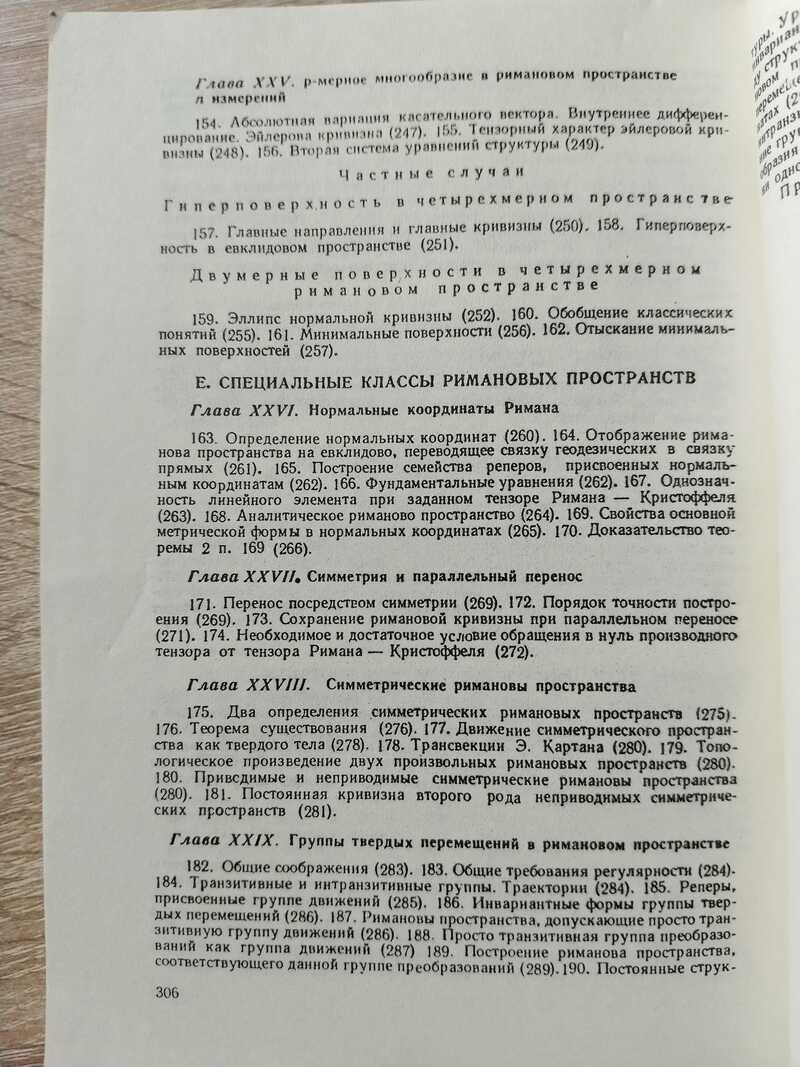 Глава XXV. p-мерное многообразие в римановом пространстве
n измерений
154. Абсолютная вариация касательного вектора. Внутреннее дифферен-
цирование. Эйлерова кривизна (247). 155. Тензорный характер эйлеровой кри-
визны (248). 156. Вторая система уравнений структуры (249).
Частные случаи
Гиперповерхность в четырехмерном пространстве
157. Главные направления и главные кривизны (250). 158. Гиперповерх-
ность в евклидовом пространстве (251).
Двумерные поверхности в четырехмерном
римановом пространстве
159. Эллипс нормальной кривизны (252). 160. Обобщение классических
понятий (255). 161. Минимальные поверхности (256). 162. Отыскание минималь-
ных поверхностей (257).
Е. СПЕЦИАЛЬНЫЕ КЛАССЫ РИМАНОВЫХ ПРОСТРАНСТВ
Глава XXVI. Нормальные координаты Римана
163. Определение нормальных координат (260). 164. Отображение рима-
нова пространства на евклидово, переводящее связку геодезических в связку
прямых (261). 165. Построение семейства реперов, присвоенных нормаль-
ным координатам (262). 166. Фундаментальные уравнения (262). 167. Однознач-
ность линейного элемента при заданном тензоре Римана — Кристоффеля
(263). 168. Аналитическое риманово пространство (264). 169. Свойства основной
метрической формы в нормальных координатах (265). 170. Доказательство тео-
ремы 2 п. 169 (266).
Глава XXVII. Симметрия и параллельный перенос
171. Перенос посредством симметрии (269). 172. Порядок точности постро-
ения (269). 173. Сохранение римановой кривизны при параллельном переносе
(271). 174. Необходимое и достаточное условие обращения в нуль производного
тензора от тензора Римана — Кристоффеля (272).
Глава XXVIII. Симметрические римановы пространства
175. Два определения симметрических римановых пространств (275).
176. Теорема существования (276). 177. Движение симметрического простран-
ства как твердого тела (278). 178. Трансвекции Э. Картана (280). 179. Топо-
логическое произведение двух произвольных римановых пространств (280).
180. Приводимые и неприводимые симметрические римановы пространства
(280). 181. Постоянная кривизна второго рода неприводимых симметриче-
ских пространств (281).
Глава XXIX. Группы твердых перемещений в римановом пространстве
182. Общие соображения (283). 183. Общие требования регулярности (284).
184. Транзитивные и интранзитивные группы. Траектории (284). 185. Реперы,
присвоенные группе движений (285). 186. Инвариантные формы группы твер-
дых перемещений (286). 187. Римановы пространства, допускающие просто тран-
зитивную группу движений (286). 188. Просто транзитивная группа преобразо-
ваний как группа движений (287) 189. Построение риманова пространства,
соответствующего данной группе преобразований (289). 190. Постоянные струк-
306